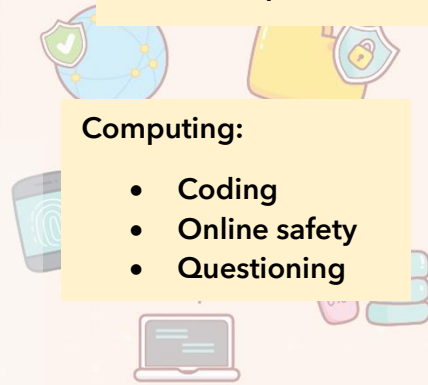 Computing:
• Coding
• Online safety
• Questioning